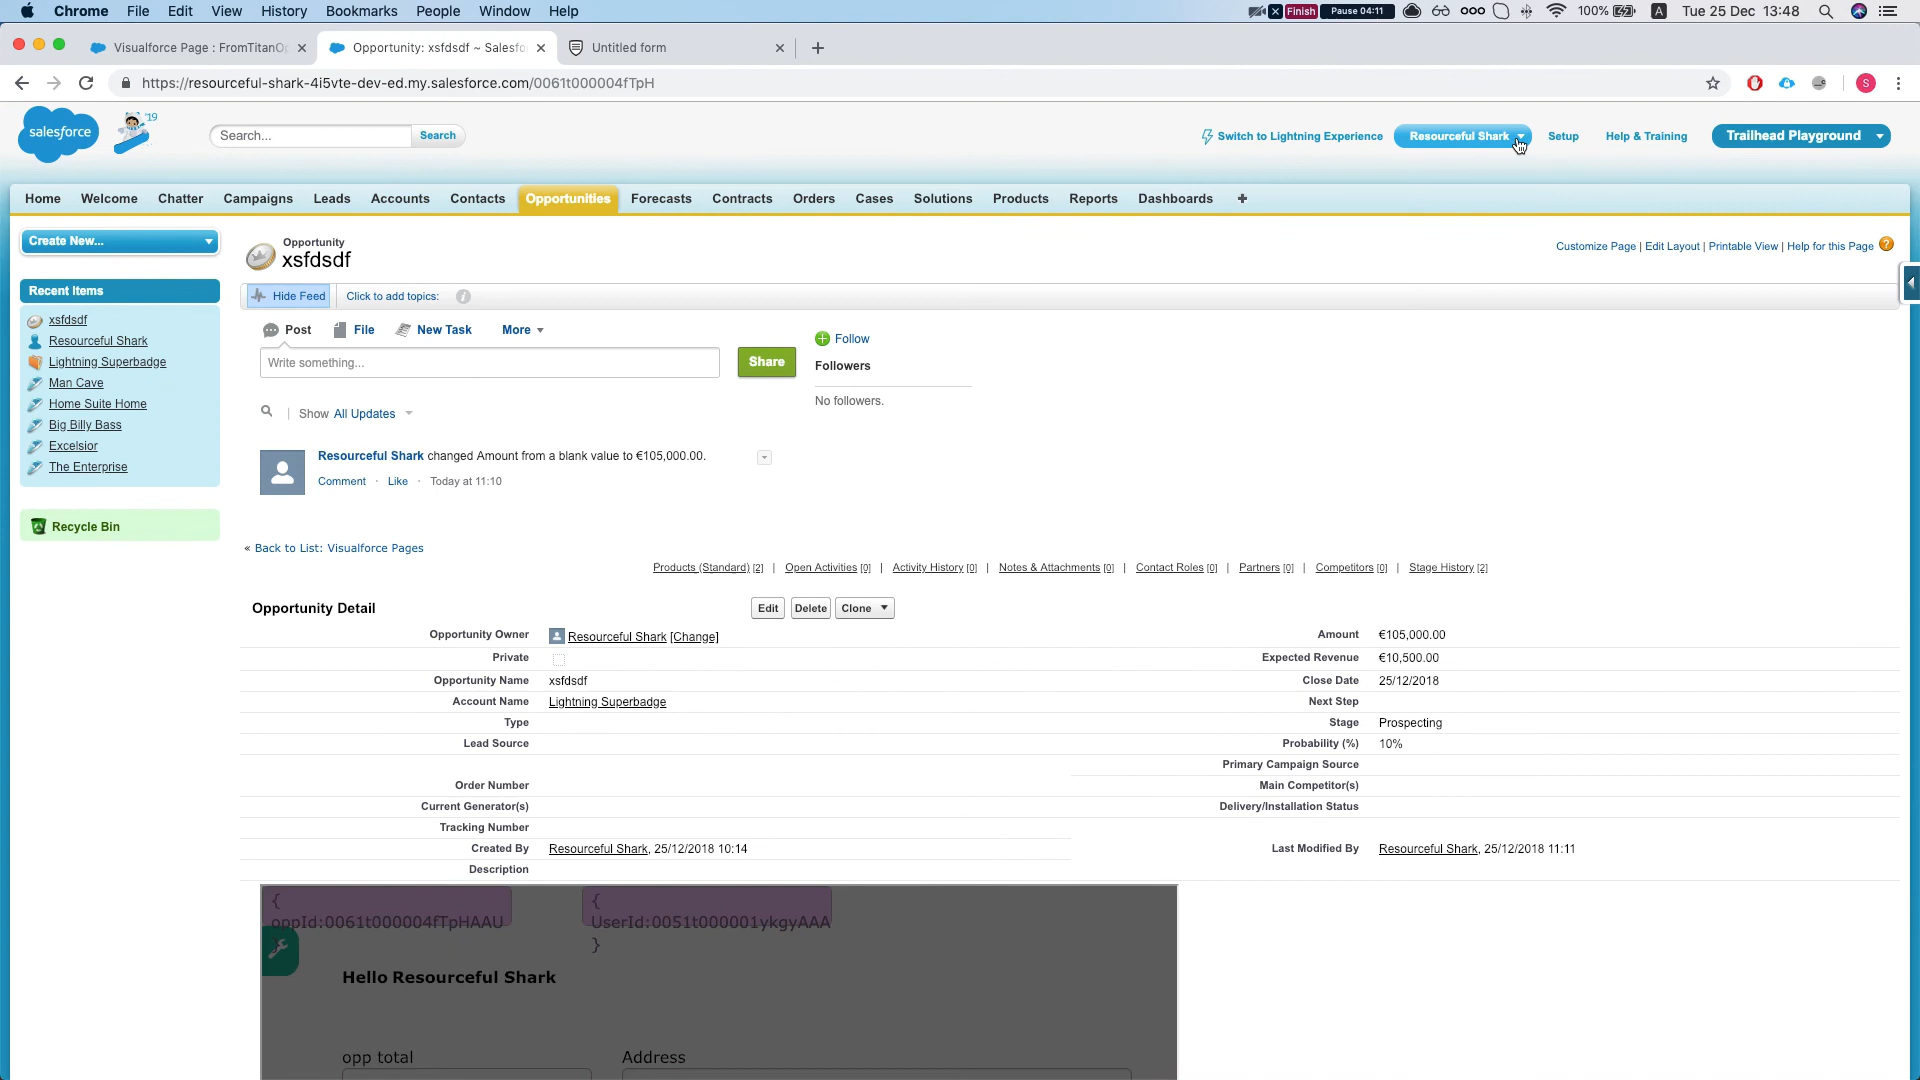 Chrome File Edit View History Bookmarks People Window Help
Finish Pause 04:11 100% A Tue 25 Dec 13:48
Visualforce Page : FromTitanOp
Opportunity: xsfdsdf ~ Salesfo
Untitled form
https://resourceful-shark-4i5vte-dev-ed.my.salesforce.com/0061t000004fTpH
S
salesforce
'19
Search...
Search
Switch to Lightning Experience
Resourceful Shark
Setup
Help & Training
Trailhead Playground
Home Welcome Chatter Campaigns Leads Accounts Contacts Opportunities Forecasts Contracts Orders Cases Solutions Products Reports Dashboards +
Create New...
Recent Items
xsfdsdf
Resourceful Shark
Lightning Superbadge
Man Cave
Home Suite Home
Big Billy Bass
Excelsior
The Enterprise
Recycle Bin
Opportunity
xsfdsdf
Customize Page | Edit Layout | Printable View | Help for this Page ?
Hide Feed
Click to add topics: i
Post File New Task More
Write something...
Share
Follow
Followers
No followers.
Show All Updates
Resourceful Shark changed Amount from a blank value to €105,000.00.
Comment · Like · Today at 11:10
« Back to List: Visualforce Pages
Products (Standard) [2] | Open Activities [0] | Activity History [0] | Notes & Attachments [0] | Contact Roles [0] | Partners [0] | Competitors [0] | Stage History [2]
Opportunity Detail
Edit Delete Clone
Opportunity Owner Resourceful Shark [Change] Amount €105,000.00
Private Expected Revenue €10,500.00
Opportunity Name xsfdsdf Close Date 25/12/2018
Account Name Lightning Superbadge Next Step
Type Stage Prospecting
Lead Source Probability (%) 10%
Primary Campaign Source
Order Number Main Competitor(s)
Current Generator(s) Delivery/Installation Status
Tracking Number
Created By Resourceful Shark, 25/12/2018 10:14 Last Modified By Resourceful Shark, 25/12/2018 11:11
Description
{ {
oppId:0061t000004fTpHAAU UserId:0051t000001ykgyAAA
}
Hello Resourceful Shark
opp total Address